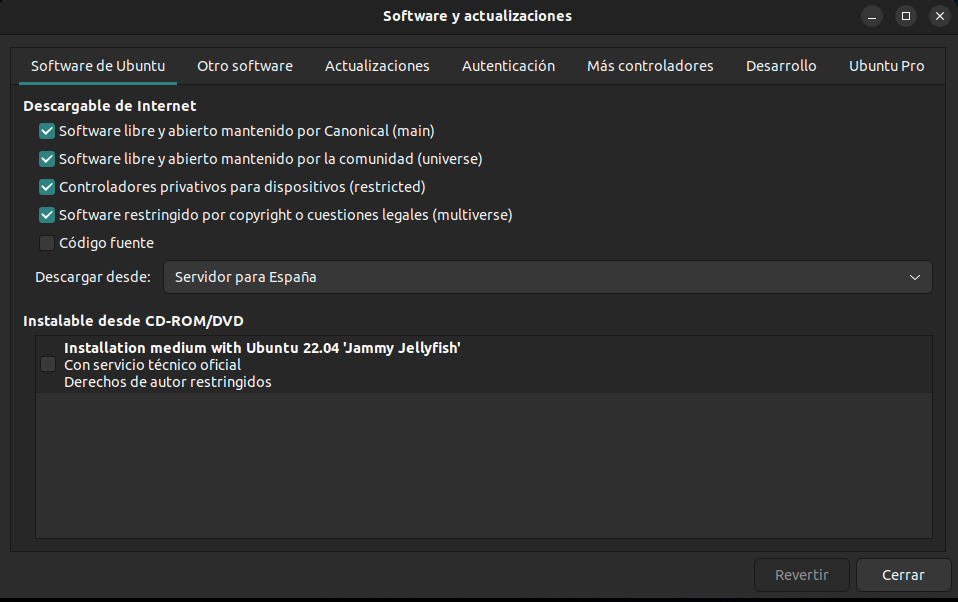 Software y actualizaciones
Software de Ubuntu Otro software Actualizaciones Autenticación Más controladores Desarrollo Ubuntu Pro
Descargable de Internet
Software libre y abierto mantenido por Canonical (main)
Software libre y abierto mantenido por la comunidad (universe)
Controladores privativos para dispositivos (restricted)
Software restringido por copyright o cuestiones legales (multiverse)
Código fuente
Descargar desde: Servidor para España
Instalable desde CD-ROM/DVD
Installation medium with Ubuntu 22.04 'Jammy Jellyfish'
Con servicio técnico oficial
Derechos de autor restringidos
Revertir Cerrar